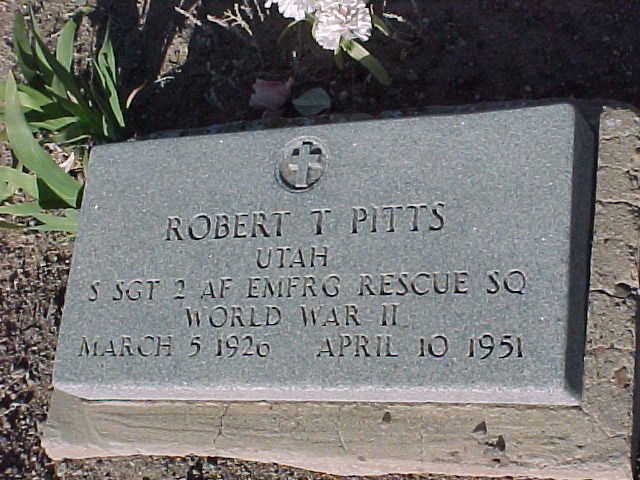 ROBERT T PITTS
UTAH
S SGT 2 AF EMERG RESCUE SQ
WORLD WAR II
MARCH 5 1926 APRIL 10 1951